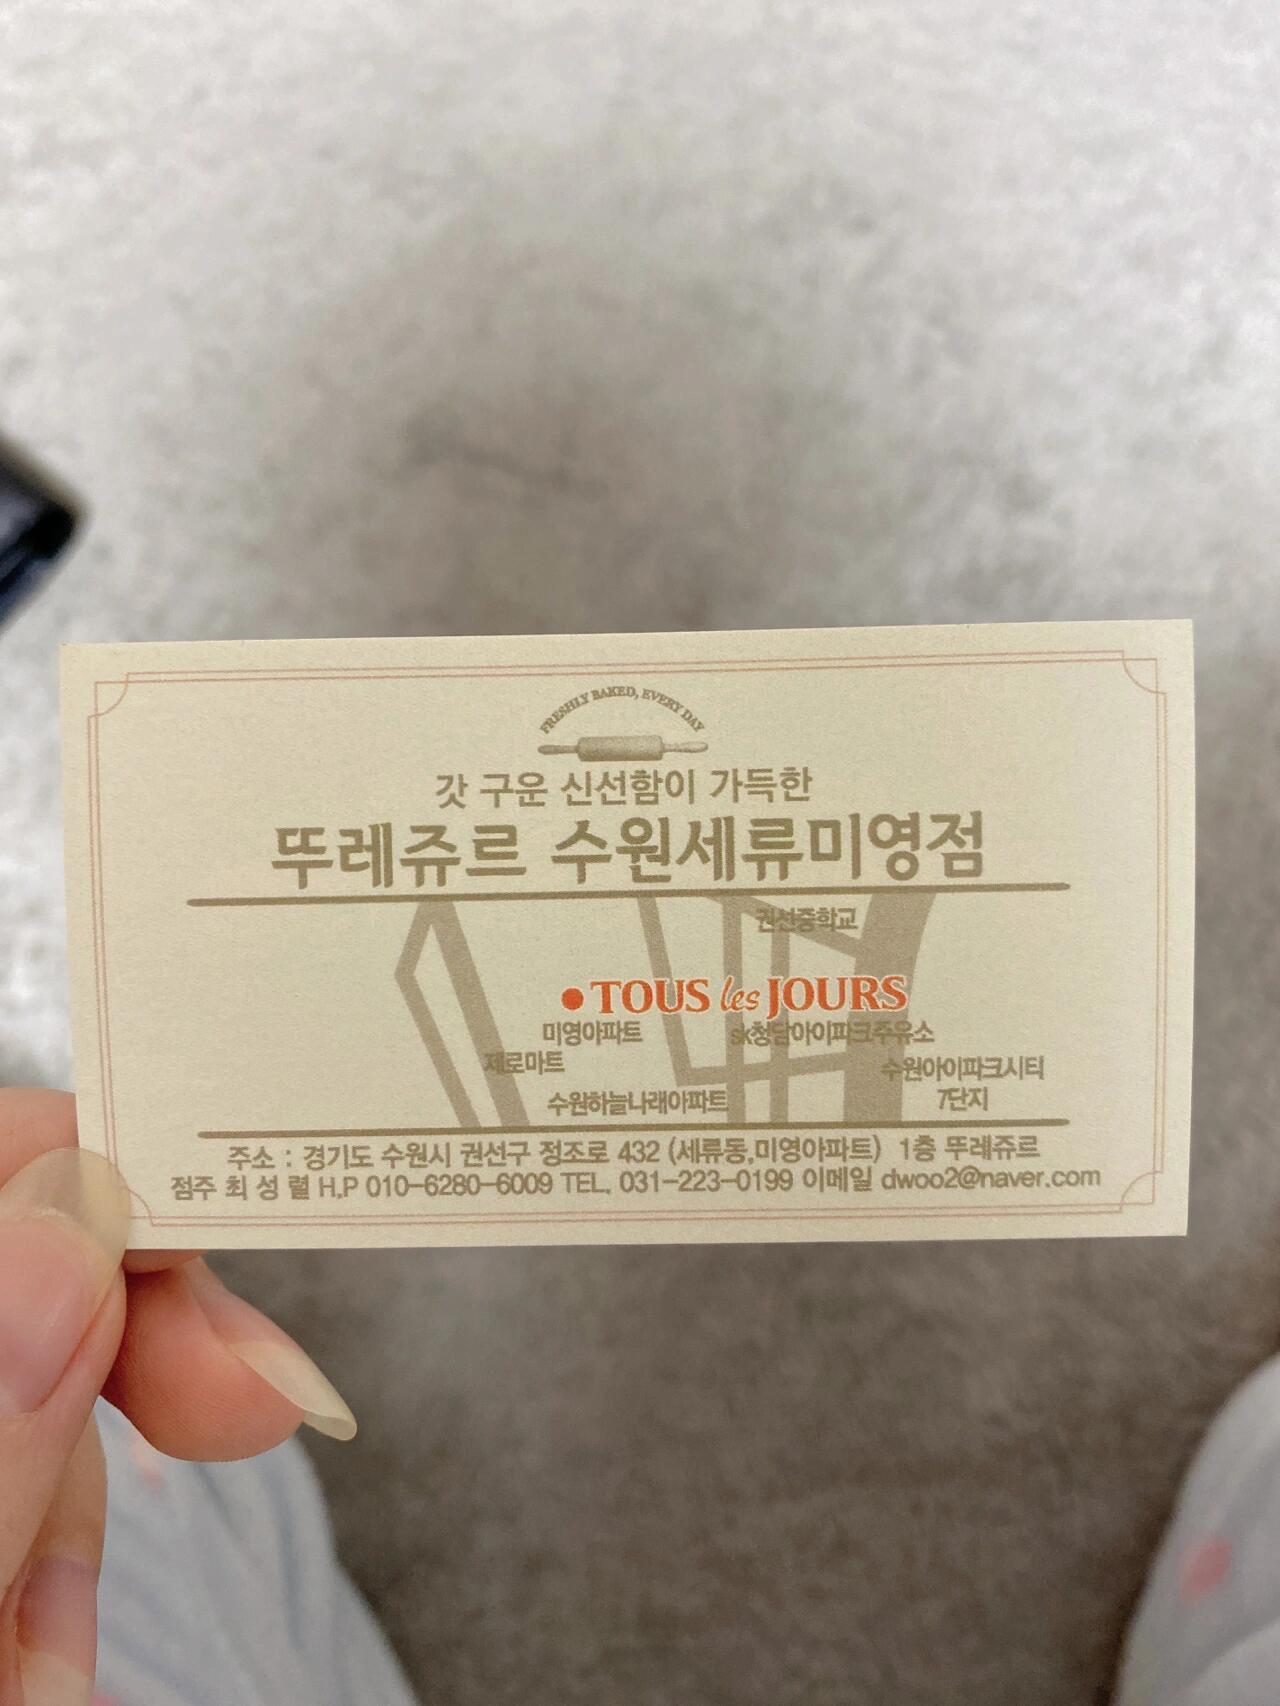 FRESHLY BAKED, EVERY DAY
갓 구운 신선함이 가득한
뚜레쥬르 수원세류미영점
권선중학교
TOUS les JOURS
미영아파트
sk청담아이파크주유소
제로마트
수원아이파크시티
7단지
수원하늘나래아파트
주소 : 경기도 수원시 권선구 정조로 432 (세류동,미영아파트) 1층 뚜레쥬르
점주 최 성 렬 H.P 010-6280-6009 TEL. 031-223-0199 이메일 dwoo2@naver.com